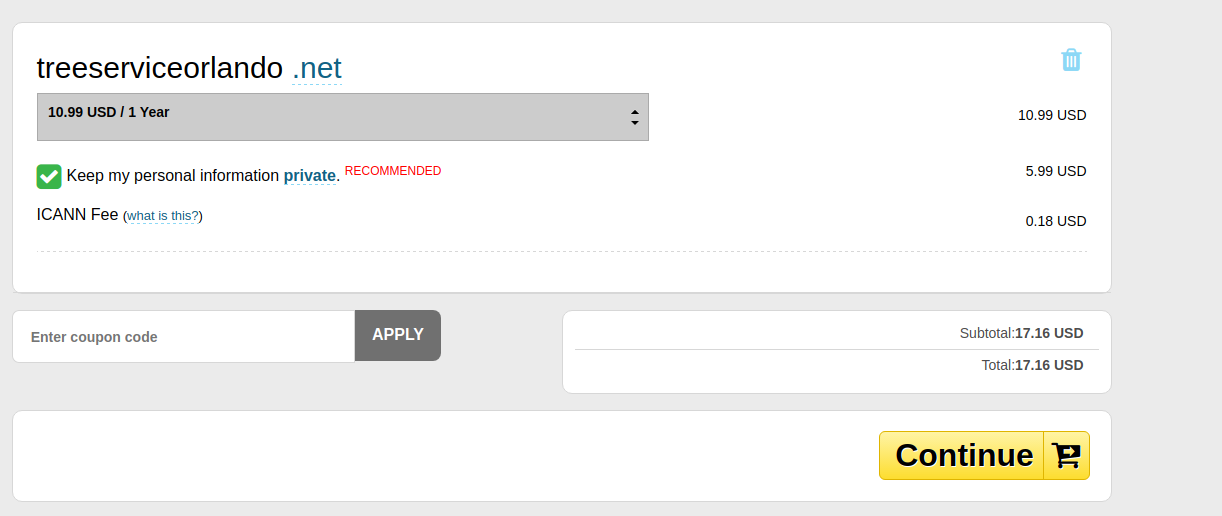 treeserviceorlando .net
10.99 USD / 1 Year
10.99 USD
Keep my personal information private. RECOMMENDED
5.99 USD
ICANN Fee (what is this?)
0.18 USD
Enter coupon code
APPLY
Subtotal:17.16 USD
Total:17.16 USD
Continue